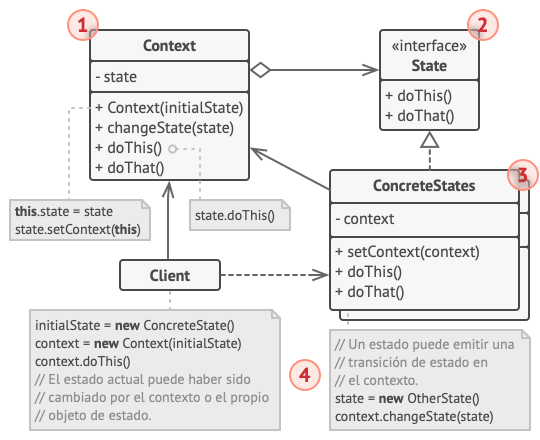 1
Context
- state
+ Context(initialState)
+ changeState(state)
+ doThis()
+ doThat()
2
«interface»
State
+ doThis()
+ doThat()
this.state = state
state.setContext(this)
state.doThis()
3
ConcreteStates
- context
+ setContext(context)
+ doThis()
+ doThat()
Client
initialState = new ConcreteState()
context = new Context(initialState)
context.doThis()
// El estado actual puede haber sido
// cambiado por el contexto o el propio
// objeto de estado.
4
// Un estado puede emitir una
// transición de estado en
// el contexto.
state = new OtherState()
context.changeState(state)